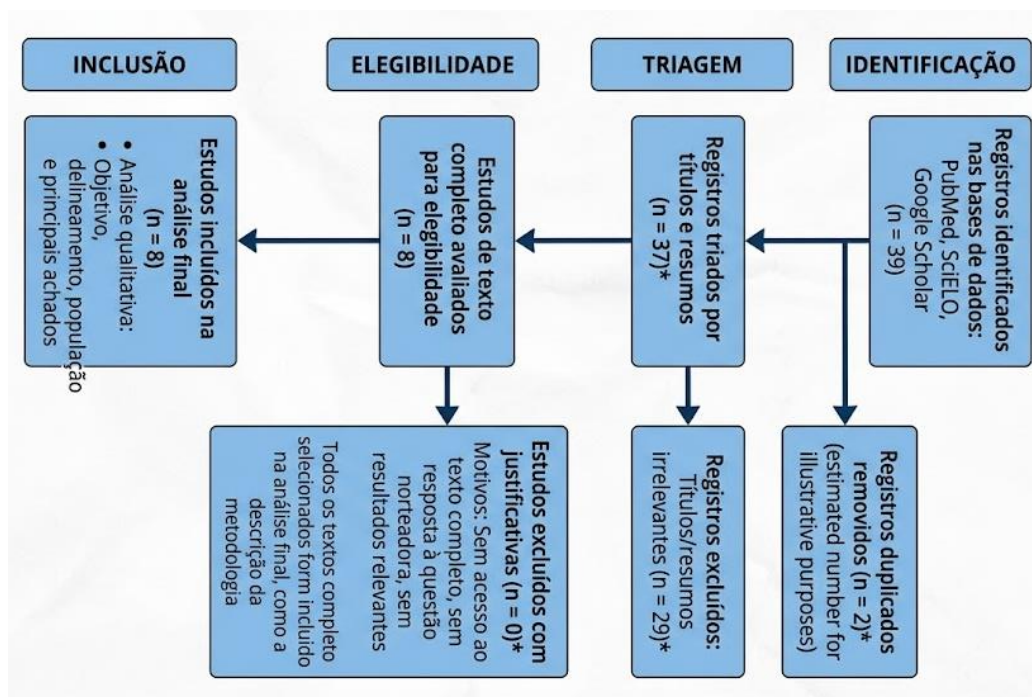 IDENTIFICAÇÃO
Registros identificados
nas bases de dados:
PubMed, SciELO,
Google Scholar
(n = 39)
Registros duplicados
removidos (n = 2)*
(estimated number for
illustrative purposes)
TRIAGEM
Registros triados por
títulos e resumos
(n = 37)*
Registros excluídos:
Títulos/resumos
irrelevantes (n = 29)*
ELEGIBILIDADE
Estudos de texto
completo avaliados
para elegibilidade
(n = 8)
Estudos excluídos com
justificativas (n = 0)*
Motivos: Sem acesso ao
texto completo, sem
resposta à questão
norteadora, sem
resultados relevantes
Todos os textos completo
selecionados form incluido
na análise final, como a
descrição da
metodologia
INCLUSÃO
Estudos incluídos na
análise final
(n = 8)
• Análise qualitativa:
• Objetivo,
delineamento, população
e principais achados